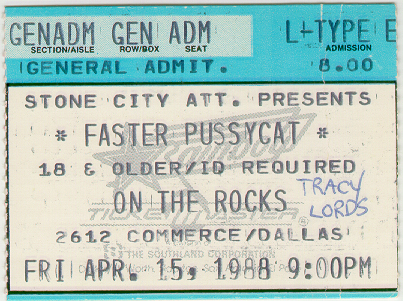 GENADM GEN ADM L-TYPE E
SECTION/AISLE ROW/BOX SEAT ADMISSION
GENERAL ADMIT. 8.00
STONE CITY ATT. PRESENTS
* FASTER PUSSYCAT *
18 & OLDER/ID REQUIRED
ON THE ROCKS
TRACY
LORDS
TICKETMASTER
2612 COMMERCE/DALLAS
THE SOUTHLAND CORPORATION
FRI APR. 15, 1988 9:00PM